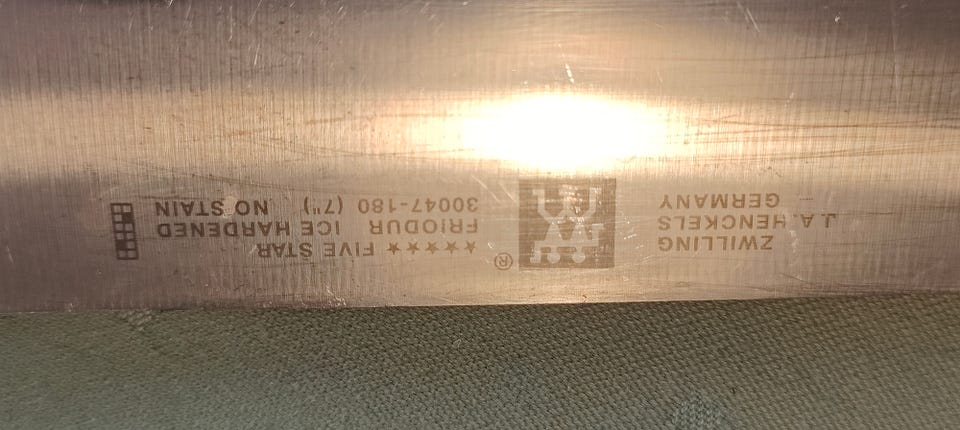 ZWILLING
J.A. HENCKELS
– GERMANY
®
★★★★★ FIVE STAR
FRIODUR ICE HARDENED
30047-180 (7") NO STAIN